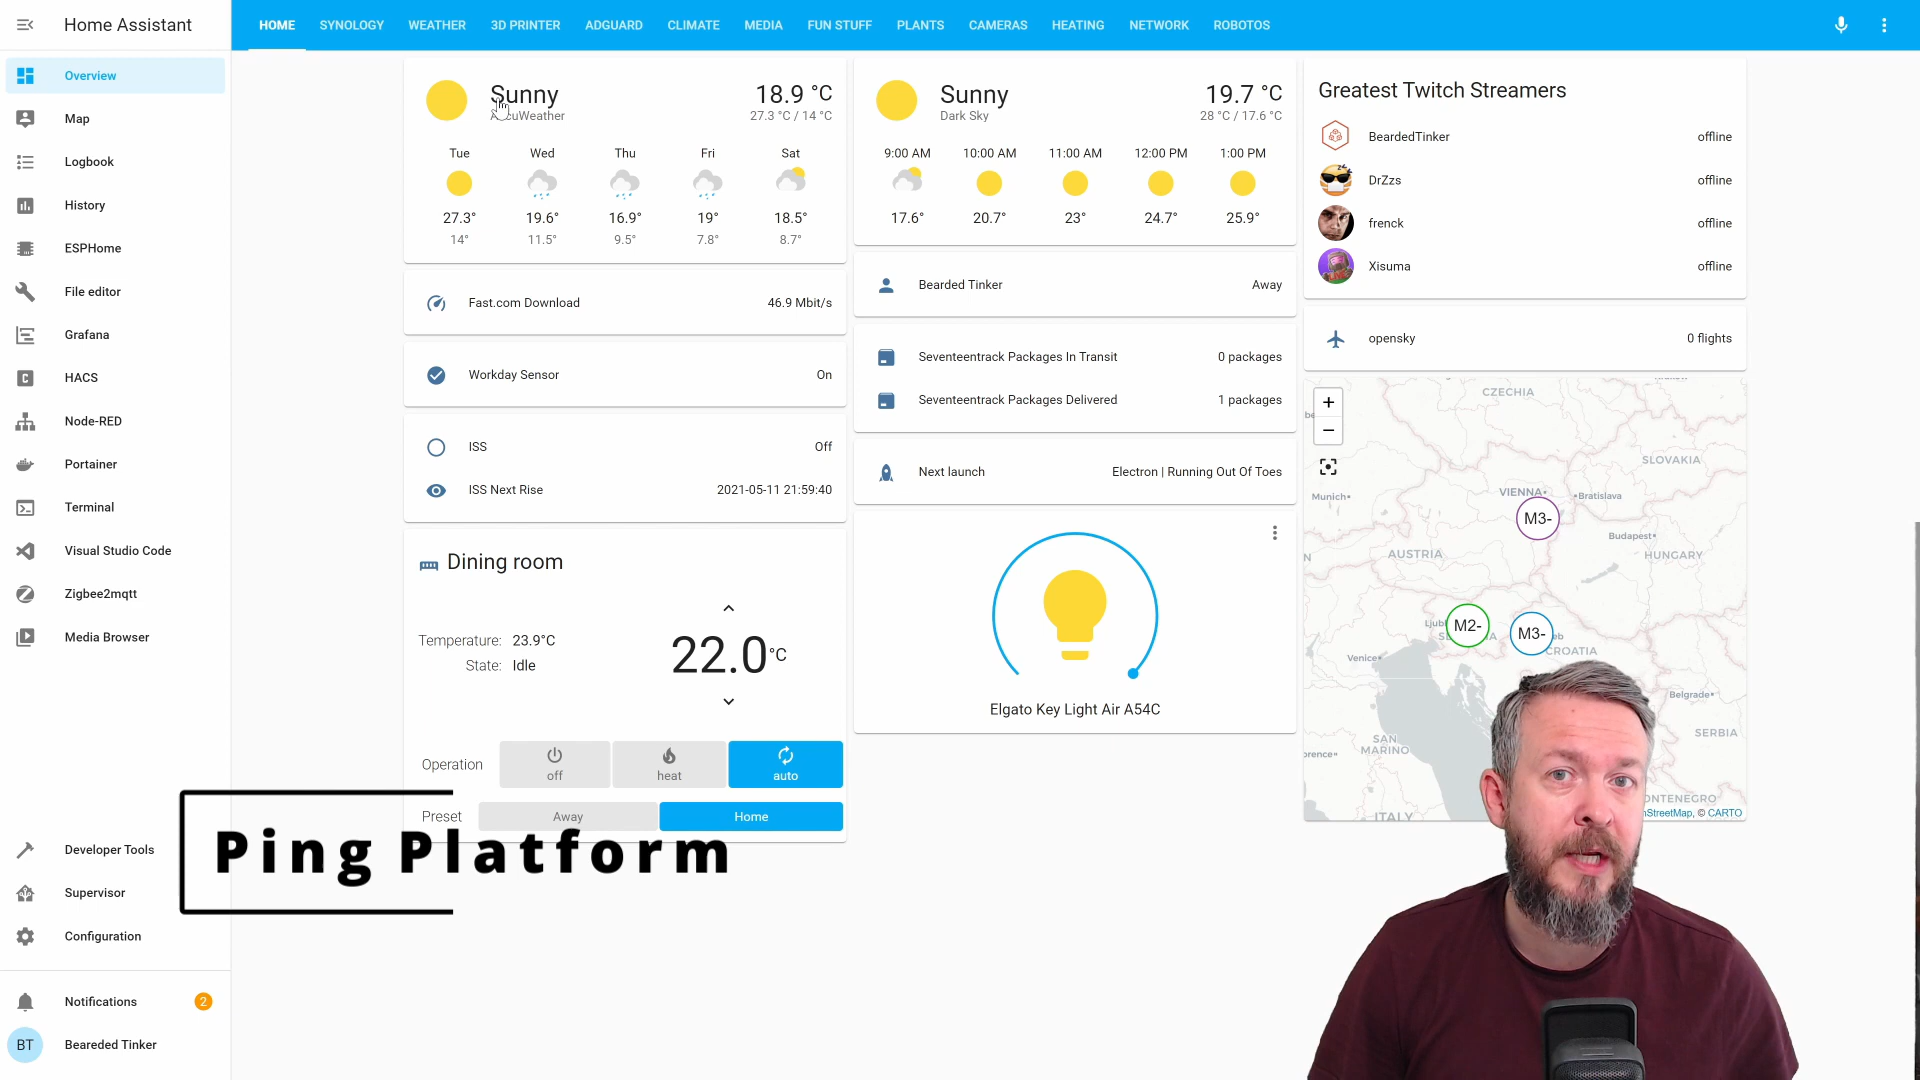 Home Assistant
HOME SYNOLOGY WEATHER 3D PRINTER ADGUARD CLIMATE MEDIA FUN STUFF PLANTS CAMERAS HEATING NETWORK ROBOTOS
Overview
Map
Logbook
History
ESPHome
File editor
Grafana
HACS
Node-RED
Portainer
Terminal
Visual Studio Code
Zigbee2mqtt
Media Browser
Developer Tools
Supervisor
Configuration
Notifications 2
BT Beareded Tinker
Sunny 18.9 °C
AccuWeather 27.3 °C / 14 °C
Tue Wed Thu Fri Sat
27.3° 19.6° 16.9° 19° 18.5°
14° 11.5° 9.5° 7.8° 8.7°
Fast.com Download 46.9 Mbit/s
Workday Sensor On
ISS Off
ISS Next Rise 2021-05-11 21:59:40
Dining room
Temperature: 23.9°C
State: Idle
22.0 °C
Operation off heat auto
Preset Away Home
Ping Platform
Sunny 19.7 °C
Dark Sky 28 °C / 17.6 °C
9:00 AM 10:00 AM 11:00 AM 12:00 PM 1:00 PM
17.6° 20.7° 23° 24.7° 25.9°
Bearded Tinker Away
Seventeentrack Packages In Transit 0 packages
Seventeentrack Packages Delivered 1 packages
Next launch Electron | Running Out Of Toes
Elgato Key Light Air A54C
Greatest Twitch Streamers
BeardedTinker offline
DrZzs offline
frenck offline
Xisuma offline
opensky 0 flights
+
−
CZECHIA
SLOVAKIA
Munich
VIENNA
Bratislava
M3-
Budapest
AUSTRIA
HUNGARY
M2-
M3-
CROATIA
Venice
Belgrade
SAN MARINO
SERBIA
ITALY
© CARTO